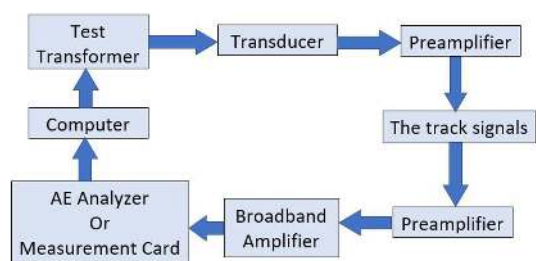 Test
Transformer
Transducer
Preamplifier
Computer
The track signals
AE Analyzer
Or
Measurement Card
Broadband
Amplifier
Preamplifier